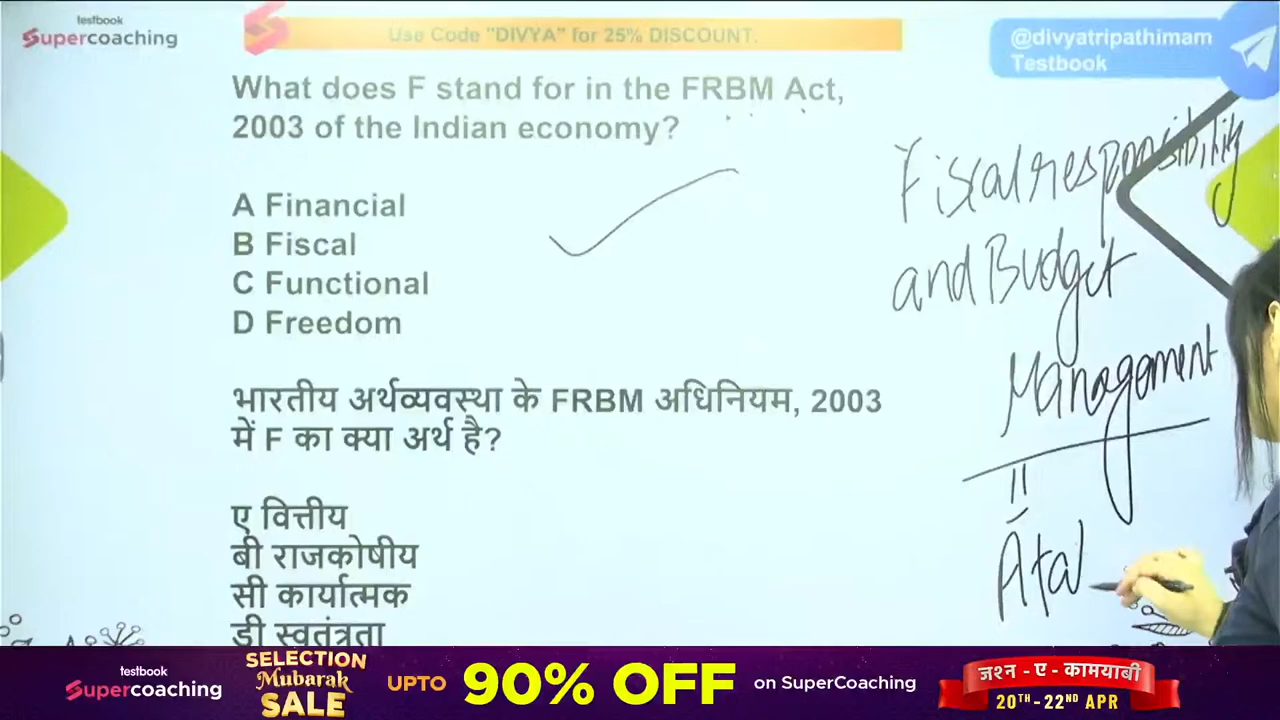 testbook
Supercoaching
Use Code "DIVYA" for 25% DISCOUNT.
@divyatripathimam
Testbook
What does F stand for in the FRBM Act,
2003 of the Indian economy?
A Financial
B Fiscal
C Functional
D Freedom
भारतीय अर्थव्यवस्था के FRBM अधिनियम, 2003
में F का क्या अर्थ है?
ए वित्तीय
बी राजकोषीय
सी कार्यात्मक
डी स्वतंत्रता
Fiscal responsibility
and Budget
Management
Atal
testbook
Supercoaching
SELECTION
Mubarak
SALE
UPTO 90% OFF on SuperCoaching
जश्न - ए - कामयाबी
20TH-22ND APR